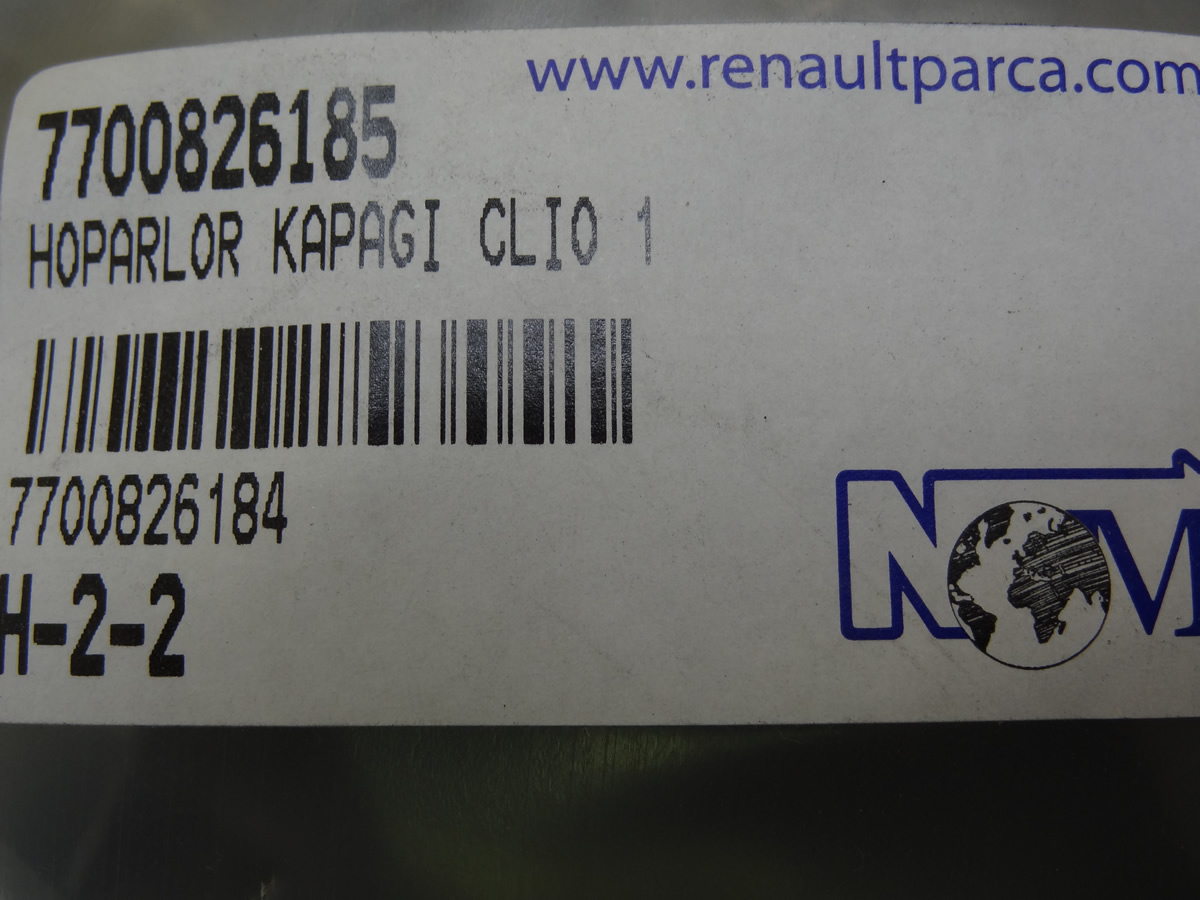 www.renaultparca.com
7700826185
HOPARLOR KAPAGI CLIO 1
7700826184
H-2-2